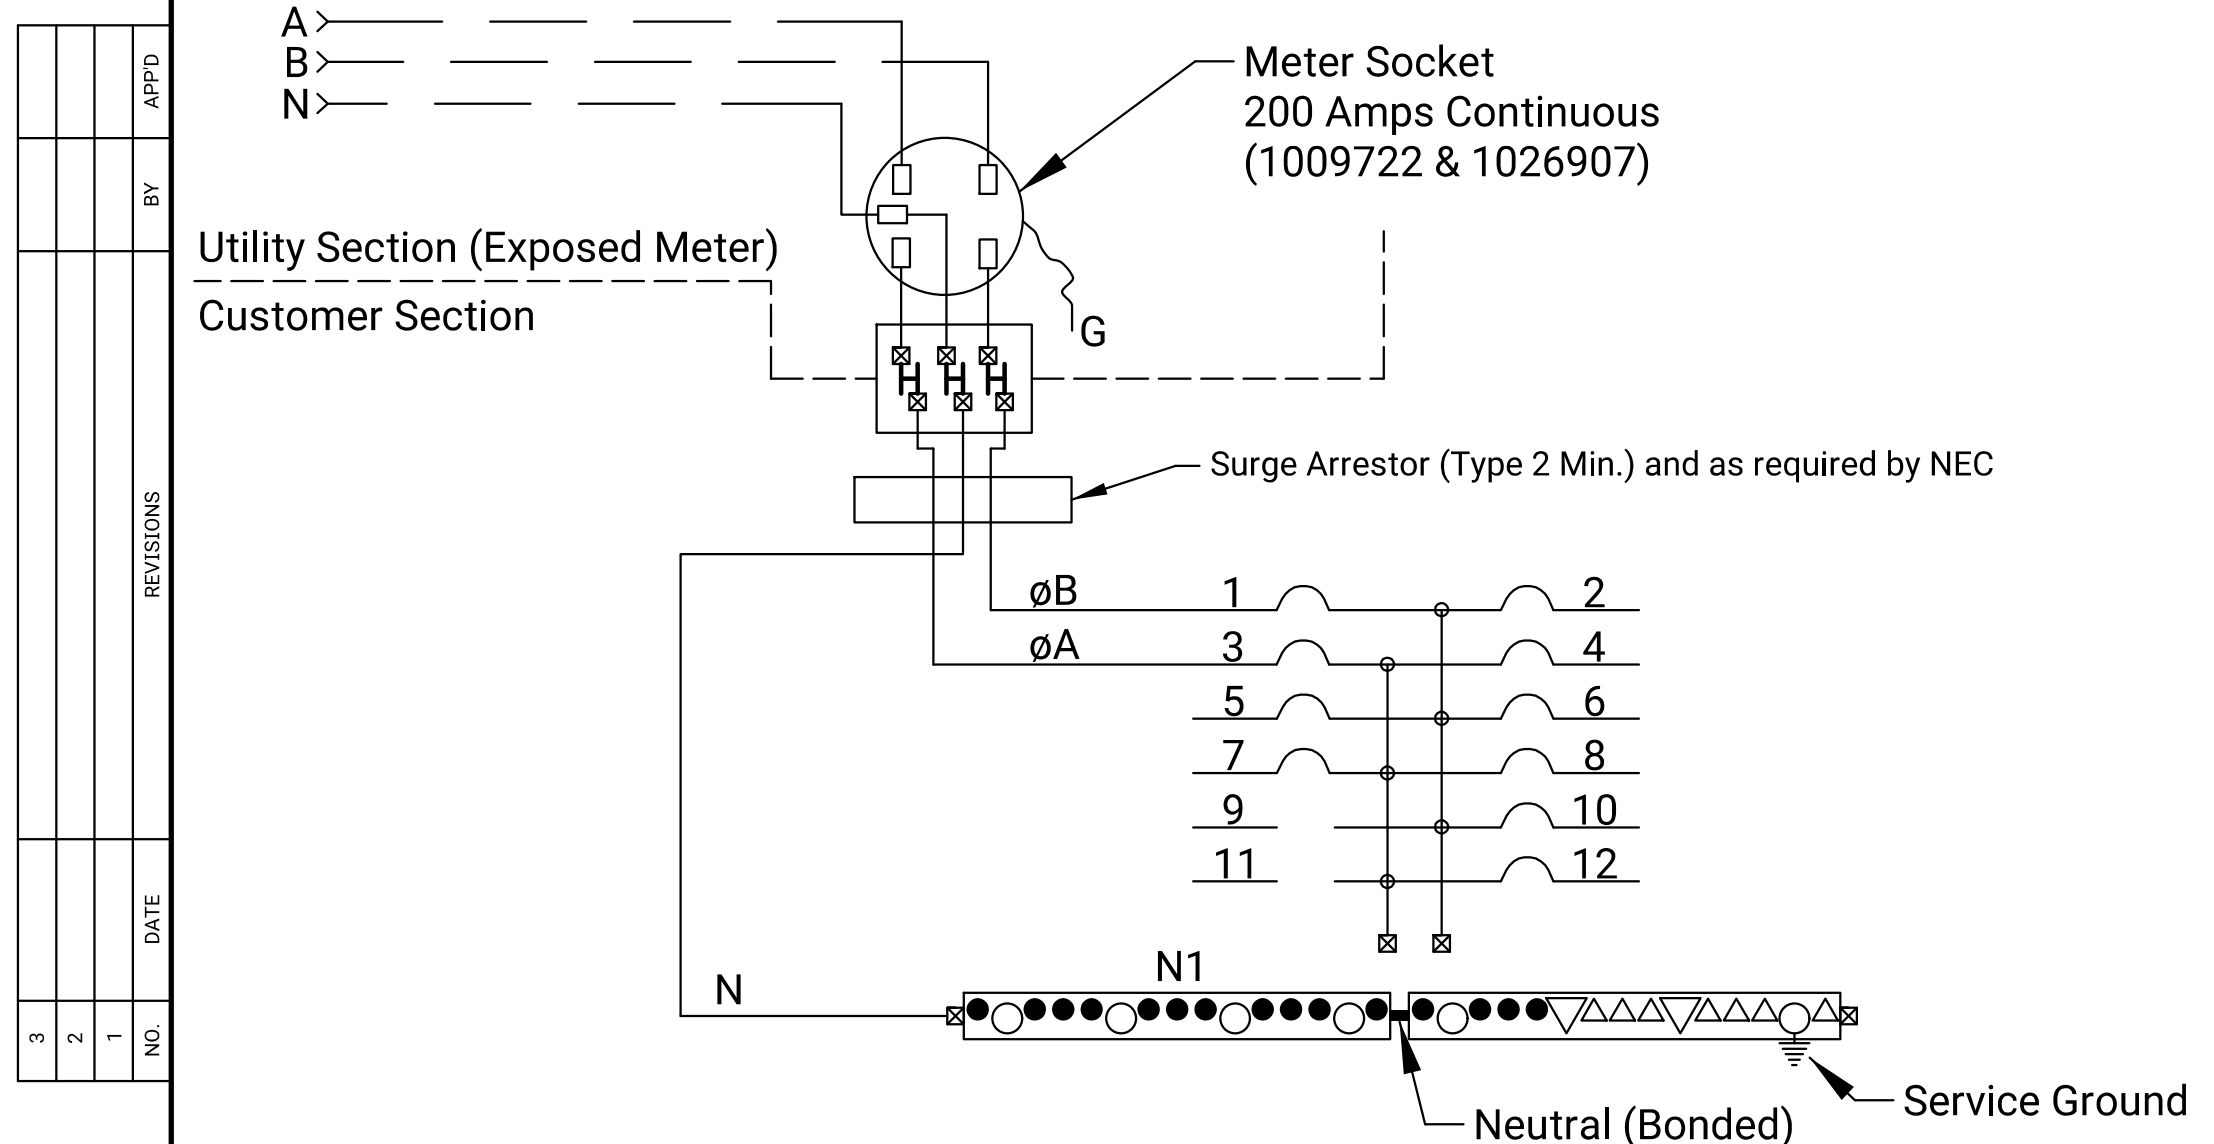 A
B
N
Meter Socket
200 Amps Continuous
(1009722 & 1026907)
Utility Section (Exposed Meter)
Customer Section
G
Surge Arrestor (Type 2 Min.) and as required by NEC
øB 1 2
øA 3 4
5 6
7 8
9 10
11 12
N
N1
Service Ground
Neutral (Bonded)
APP'D
BY
REVISIONS
DATE
NO.
1
2
3